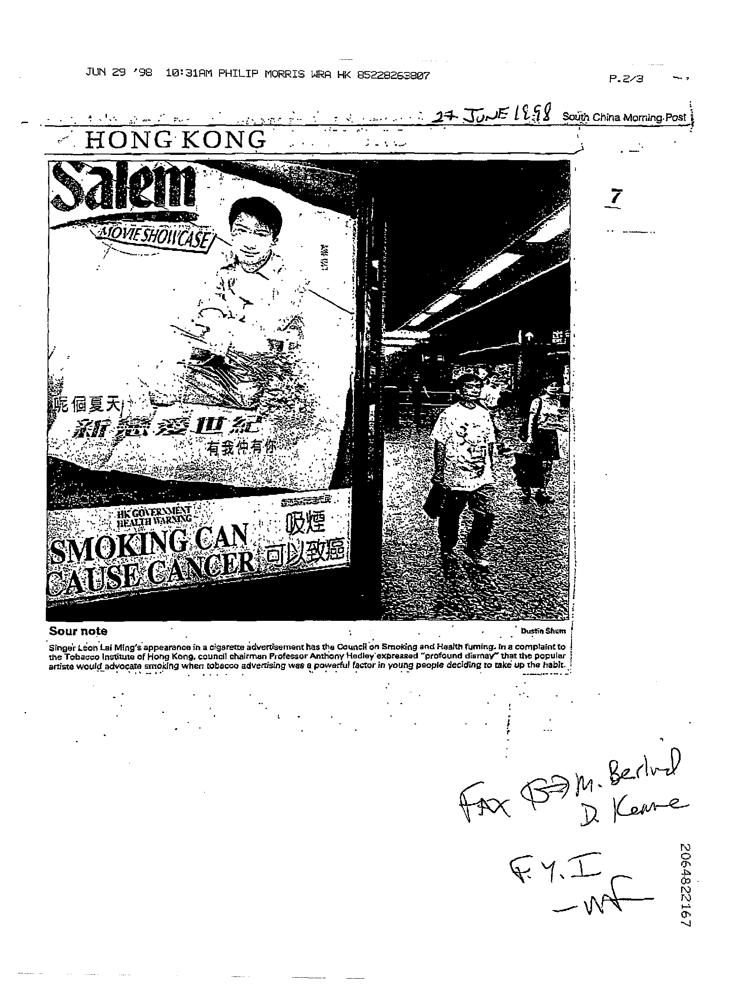 JUN 29 '98 10:31AM PHILIP MORRIS WRA HK 85228263807
P.2/3
27 JUNE 1998 South China Morning Post
HONG KONG
7
Salem
MOVIE SHOWCASE
呢個夏天
新戀愛世紀
有我仲有你
HK GOVERNMENT
HEALTH WARNING
SMOKING CAN
CAUSE CANCER
吸煙
可以致癌
Sour note
Dustin Shum
Singer Leon Lai Ming's appearance in a cigarette advertisement has the Council on Smoking and Health fuming. In a complaint to
the Tobacco Institute of Hong Kong, council chairman Professor Anthony Hedley expressed "profound dismay" that the popular
artiste would advocate smoking when tobacco advertising was a powerful factor in young people deciding to take up the habit.
FAX M. Berlind
D. Keane
F.Y.I
2064822167